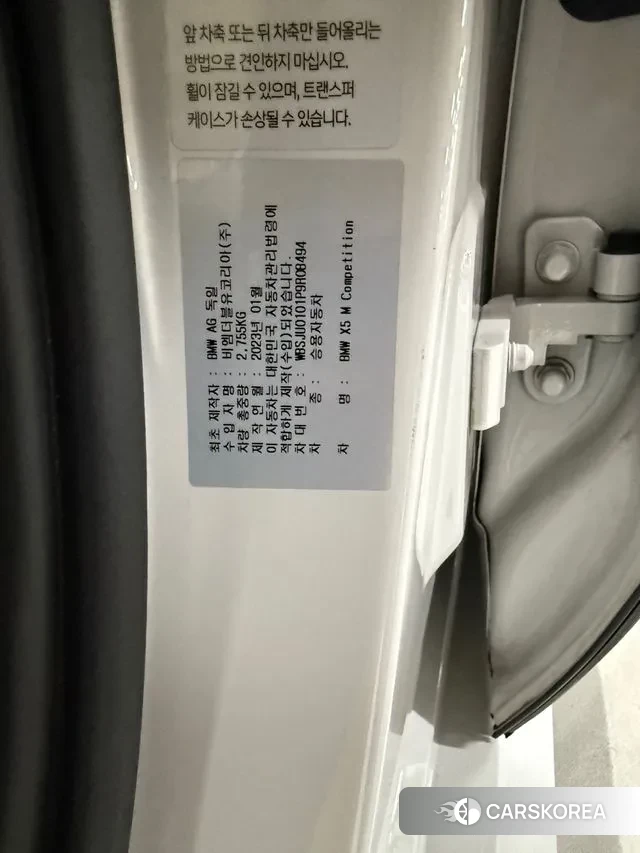 앞 차축 또는 뒤 차축만 들어올리는
방법으로 견인하지 마십시오.
휠이 잠길 수 있으며, 트랜스퍼
케이스가 손상될 수 있습니다.
최초 제작자 : BMW AG 독일
수입자명 : 비엠더블유코리아(주)
차량 총중량 : 2,755KG
제작연월 : 2023년 01월
이 자동차는 대한민국 자동차관리법령에
적합하게 제작(수입)되었습니다.
차대번호 : WBSJU0101P9R08494
차종 : 승용자동차
차명 : BMW X5 M Competition
CARSKOREA